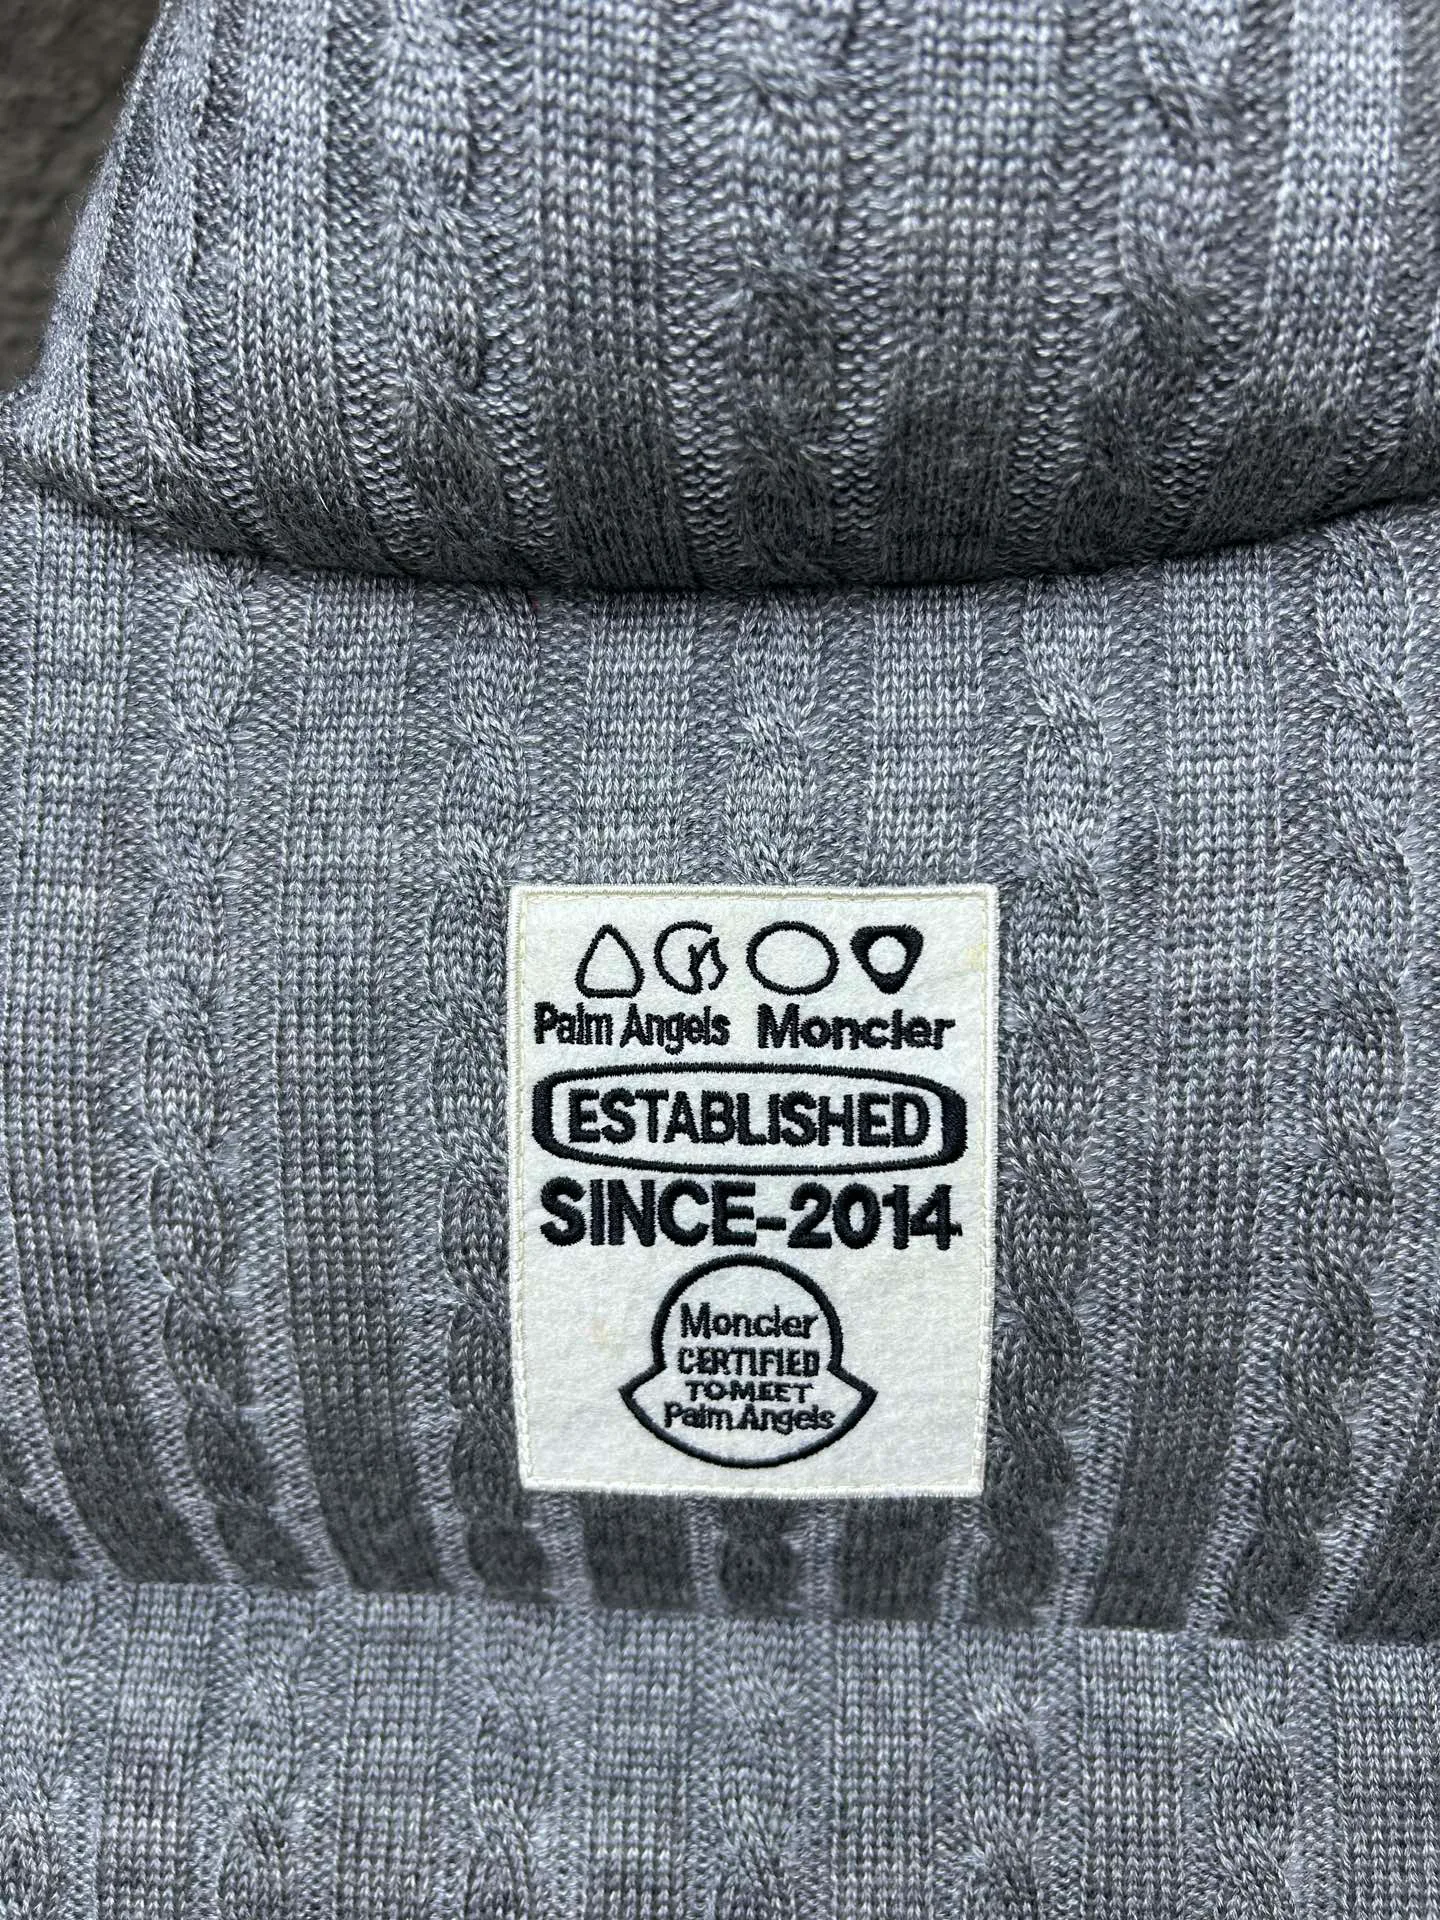 Palm Angels Moncler
ESTABLISHED
SINCE-2014
Moncler
CERTIFIED
TO-MEET
Palm Angels